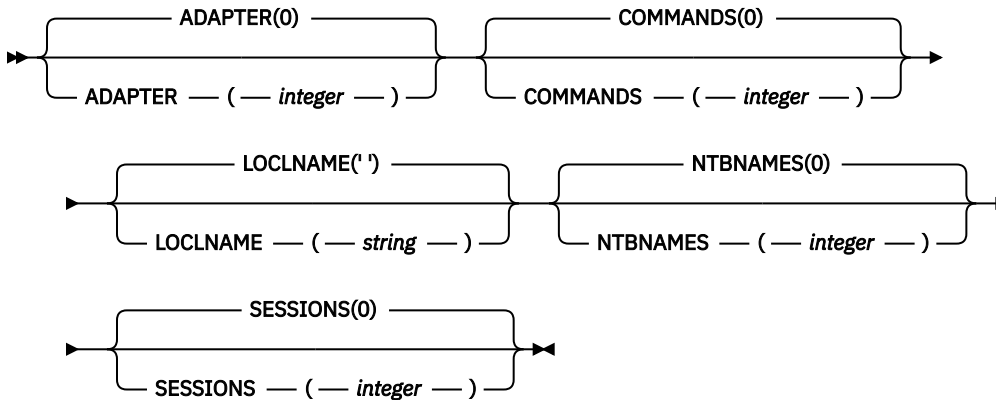 ADAPTER(0) COMMANDS(0)
ADAPTER ( integer ) COMMANDS ( integer )
LOCLNAME(' ') NTBNAMES(0)
LOCLNAME ( string ) NTBNAMES ( integer )
SESSIONS(0)
SESSIONS ( integer )